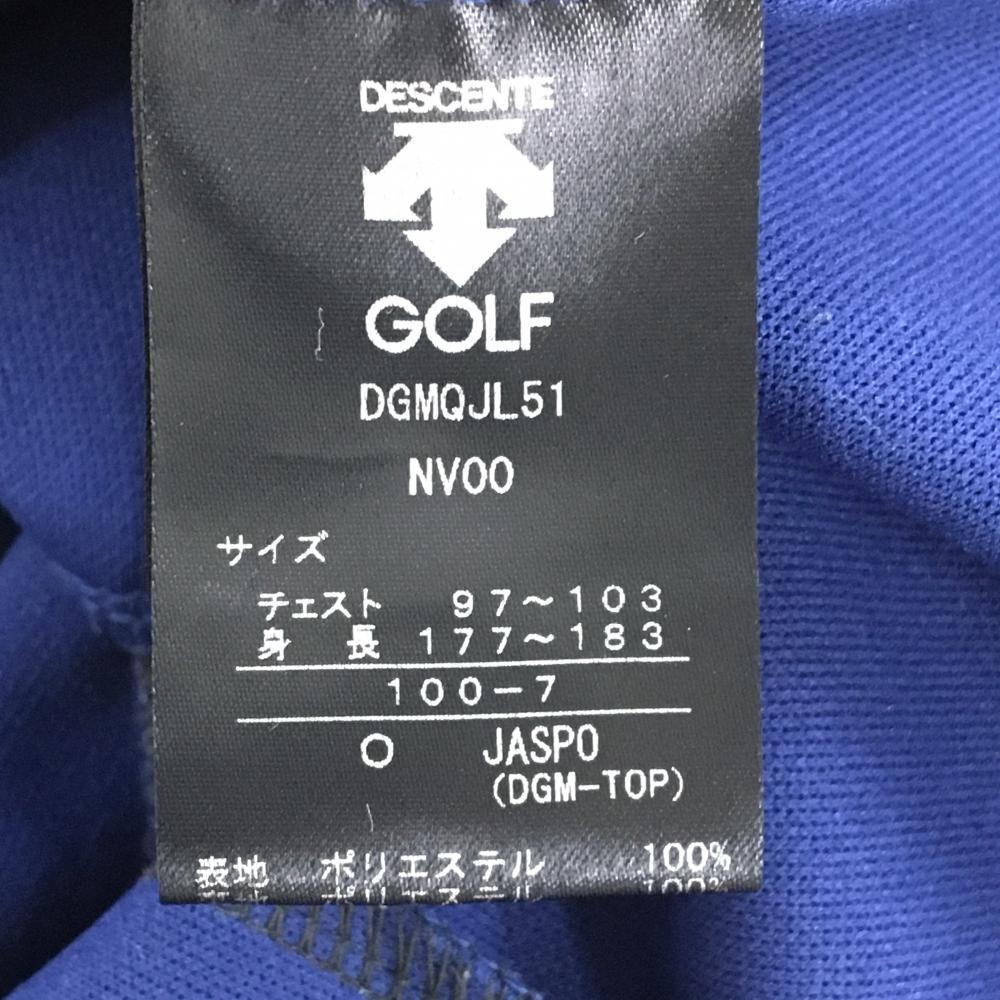 DESCENTE
GOLF
DGMQJL51
NV00
サイズ
チェスト 97~103
身長 177~183
100-7
O JASPO
(DGM-TOP)
表地 ポリエステル 100%